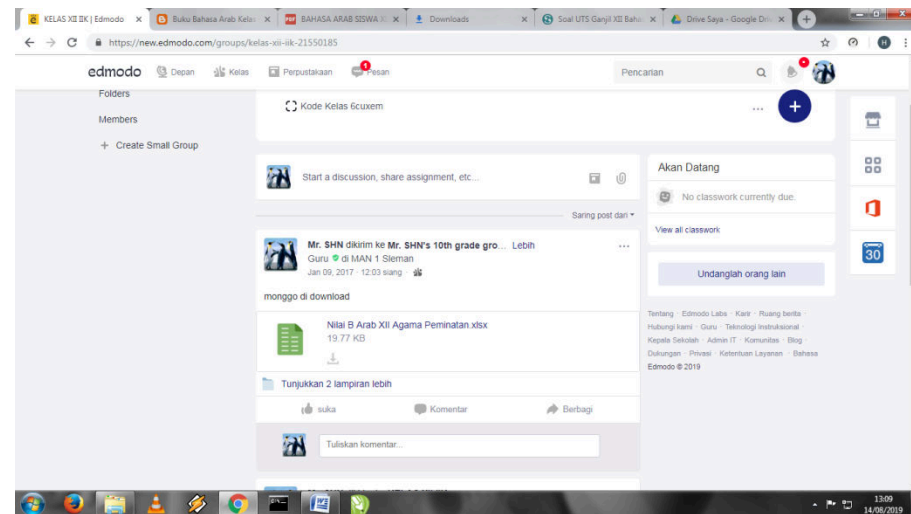 KELAS XII IIK | Edmodo
Buku Bahasa Arab Kelas
BAHASA ARAB SISWA X
Downloads
Soal UTS Ganjil XII Baha
Drive Saya - Google Dri
https://new.edmodo.com/groups/kelas-xii-iik-21550185
H
edmodo
Depan
Kelas
Perpustakaan
1
Pesan
Pencarian
Folders
Members
+ Create Small Group
Kode Kelas 6cuxem
Start a discussion, share assignment, etc...
Saring post dari
Mr. SHN dikirim ke Mr. SHN's 10th grade gro... Lebih
Guru di MAN 1 Sleman
Jan 09, 2017 · 12:03 siang
monggo di download
Nilai B Arab XII Agama Peminatan.xlsx
19.77 KB
Tunjukkan 2 lampiran lebih
suka
Komentar
Berbagi
Tuliskan komentar...
Akan Datang
No classwork currently due.
View all classwork
Undanglah orang lain
Tentang · Edmodo Labs · Karir · Ruang berita ·
Hubungi kami · Guru · Teknologi Instruksional ·
Kepala Sekolah · Admin IT · Komunitas · Blog ·
Dukungan · Privasi · Ketentuan Layanan · Bahasa
Edmodo © 2019
30
13:09
14/08/2019